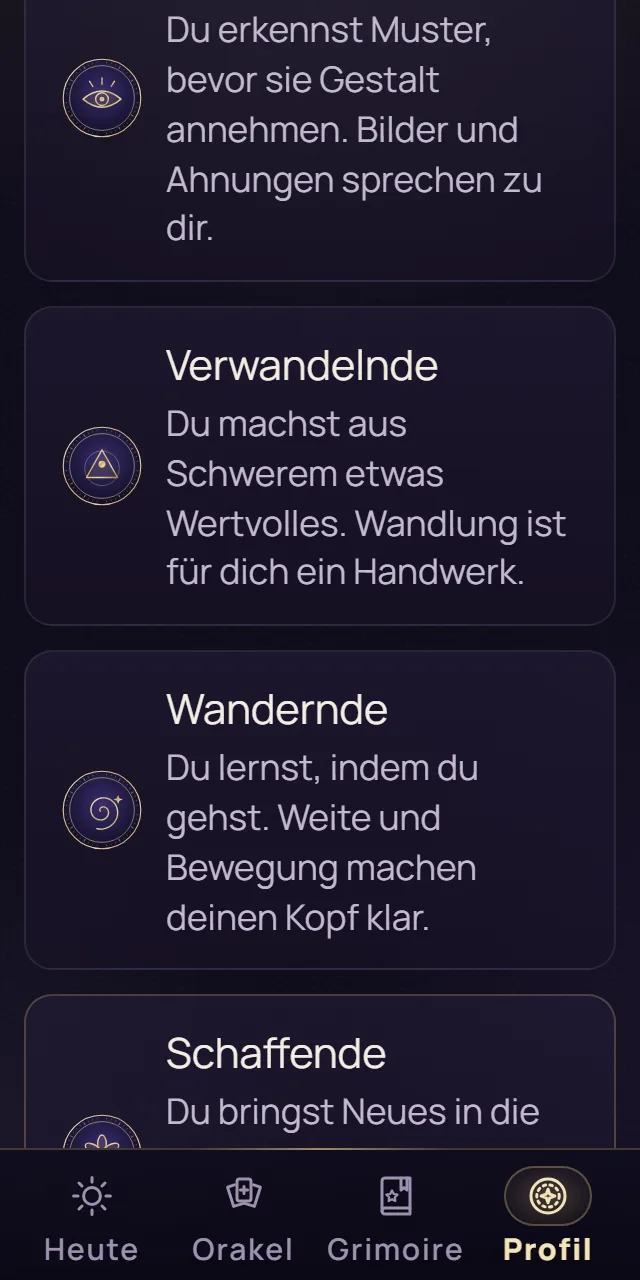 Du erkennst Muster,
bevor sie Gestalt
annehmen. Bilder und
Ahnungen sprechen zu
dir.
Verwandelnde
Du machst aus
Schwerem etwas
Wertvolles. Wandlung ist
für dich ein Handwerk.
Wandernde
Du lernst, indem du
gehst. Weite und
Bewegung machen
deinen Kopf klar.
Schaffende
Du bringst Neues in die
Heute Orakel Grimoire Profil